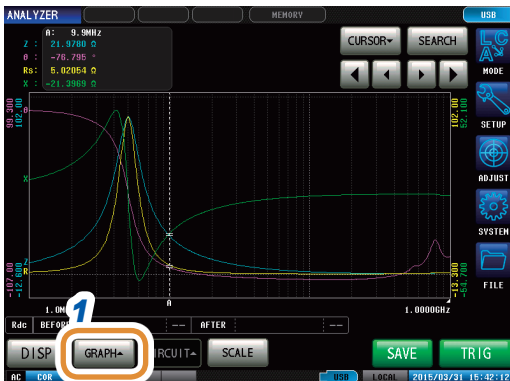 ANALYZER
MEMORY
USB
A: 9.9MHz
Z : 21.9780 Ω
θ : -76.795 °
Rs: 5.02054 Ω
X : -21.3969 Ω
CURSOR
SEARCH
LCR
MODE
SETUP
ADJUST
SYSTEM
FILE
99.300
102.00
102.00
52.100
θ
X
Z
R
-107.00
-12.600
-13.300
-54.700
A
1.0M
1.0000GHz
1
Rdc
BEFOR
--
AFTER
--
DISP
GRAPH
IRCUIT
SCALE
SAVE
TRIG
AC
COR
USB
LOCAL
2015/03/31 15:42:12